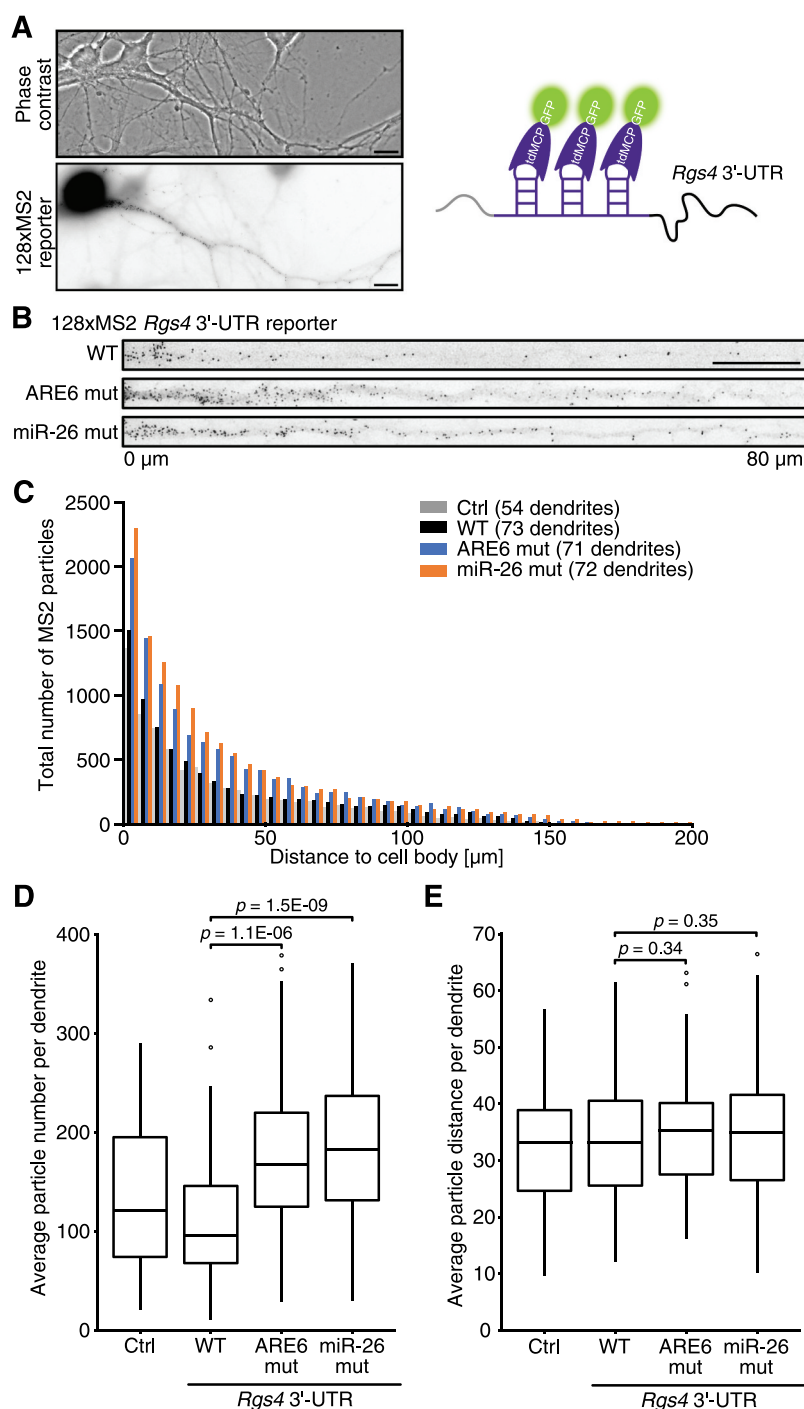 A
Phase
contrast
128xMS2
reporter
GFP GFP GFP
tdMCP tdMCP tdMCP
Rgs4 3'-UTR
B
128xMS2 Rgs4 3'-UTR reporter
WT
ARE6 mut
miR-26 mut
0 µm 80 µm
C
Total number of MS2 particles
2500
2000
1500
1000
500
0
Ctrl (54 dendrites)
WT (73 dendrites)
ARE6 mut (71 dendrites)
miR-26 mut (72 dendrites)
0 50 100 150 200
Distance to cell body [µm]
D
Average particle number per dendrite
400
300
200
100
0
p = 1.5E-09
p = 1.1E-06
Ctrl WT ARE6 mut miR-26 mut
Rgs4 3'-UTR
E
Average particle distance per dendrite
70
60
50
40
30
20
10
0
p = 0.35
p = 0.34
Ctrl WT ARE6 mut miR-26 mut
Rgs4 3'-UTR